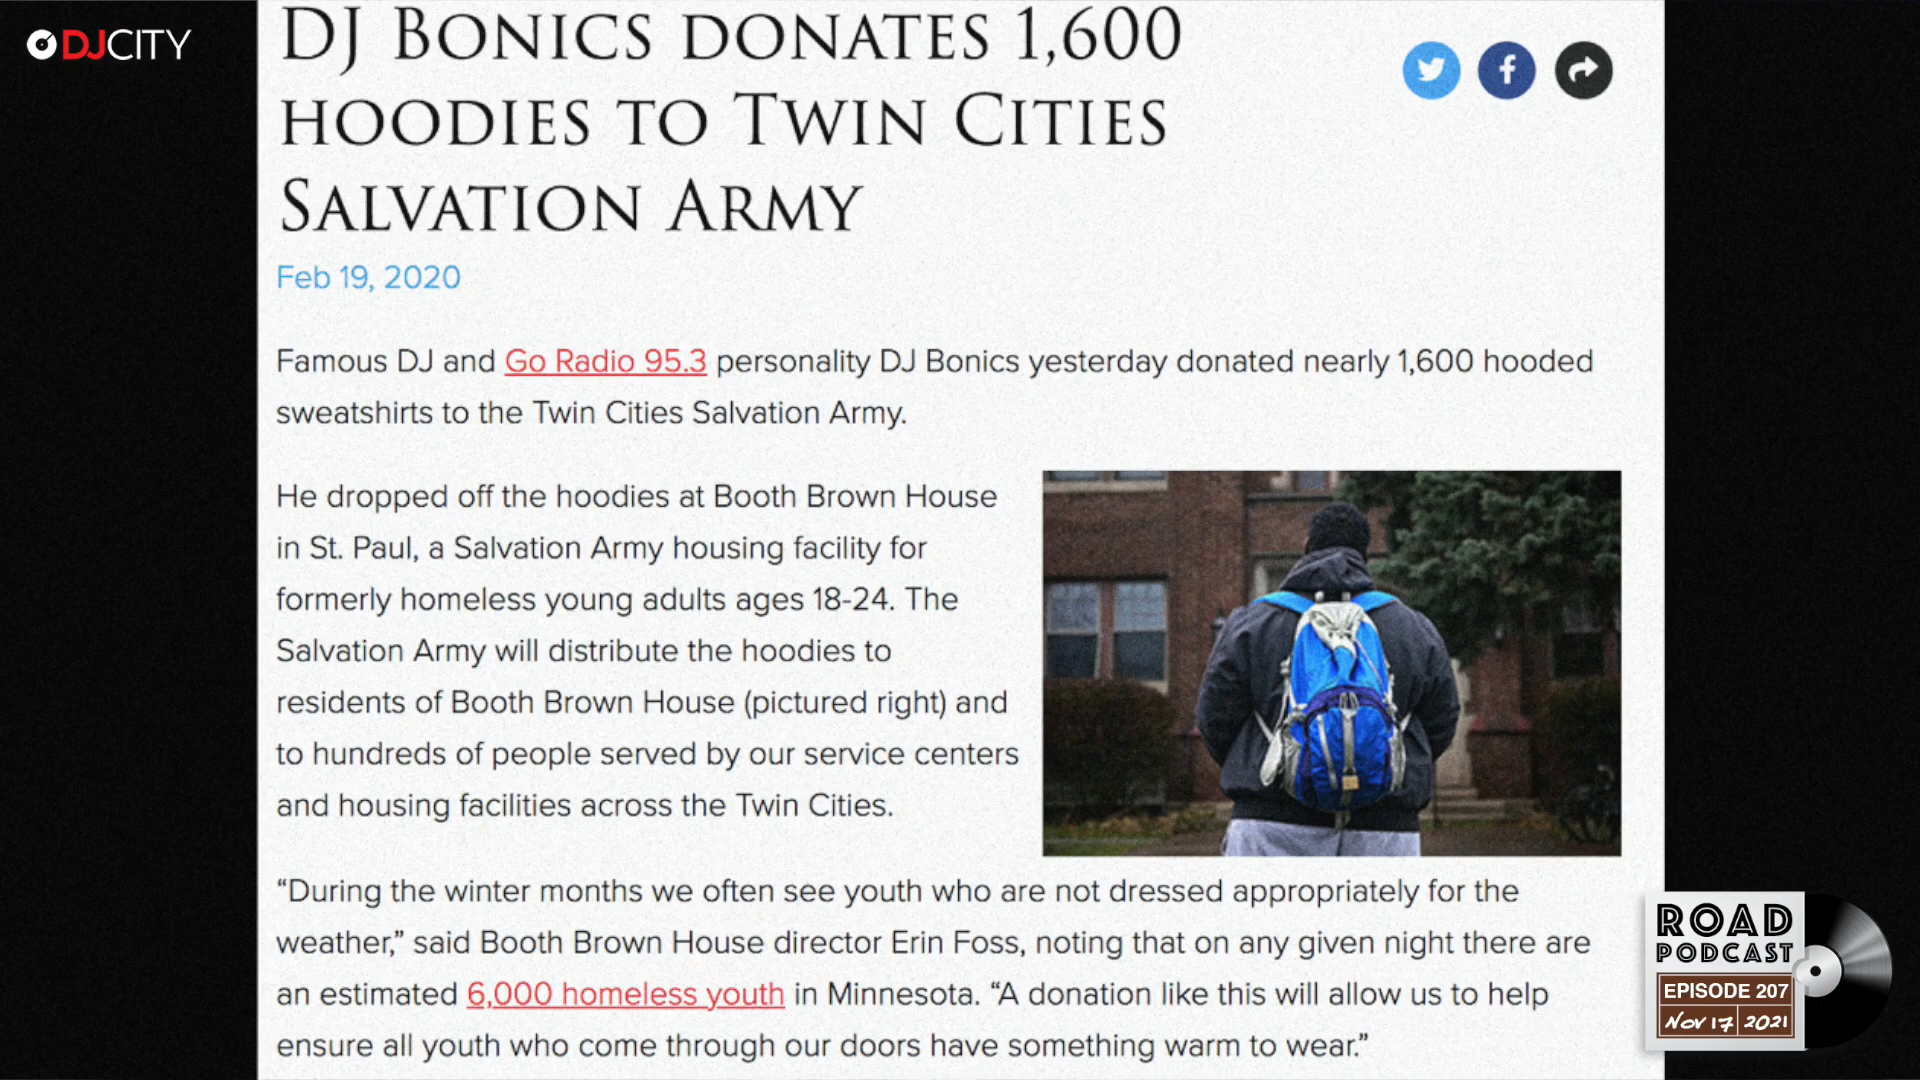 DJCITY
DJ BONICS DONATES 1,600
HOODIES TO TWIN CITIES
SALVATION ARMY
Feb 19, 2020
Famous DJ and Go Radio 95.3 personality DJ Bonics yesterday donated nearly 1,600 hooded
sweatshirts to the Twin Cities Salvation Army.
He dropped off the hoodies at Booth Brown House
in St. Paul, a Salvation Army housing facility for
formerly homeless young adults ages 18-24. The
Salvation Army will distribute the hoodies to
residents of Booth Brown House (pictured right) and
to hundreds of people served by our service centers
and housing facilities across the Twin Cities.
“During the winter months we often see youth who are not dressed appropriately for the
weather,” said Booth Brown House director Erin Foss, noting that on any given night there are
an estimated 6,000 homeless youth in Minnesota. “A donation like this will allow us to help
ensure all youth who come through our doors have something warm to wear.”
ROAD
PODCAST
EPISODE 207
Nov 17 2021